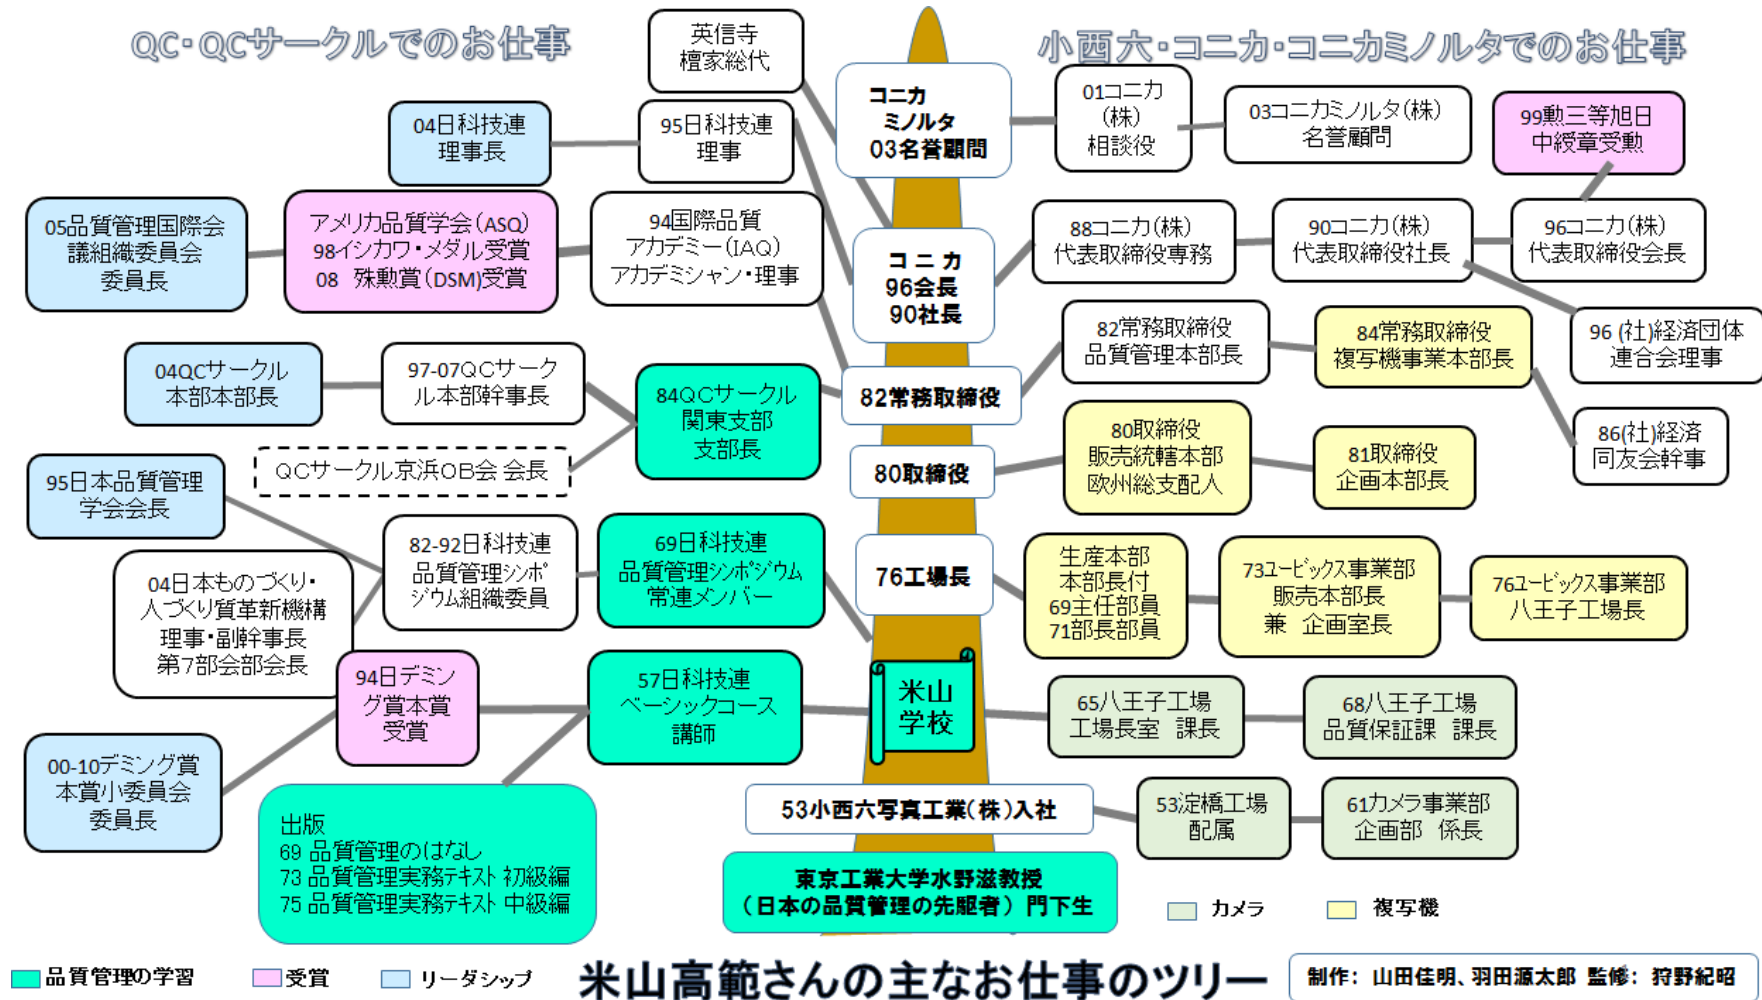 QC・QCサークルでのお仕事
小西六・コニカ・コニカミノルタでのお仕事
英信寺
檀家総代
コニカ
ミノルタ
03名誉顧問
01コニカ
(株)
相談役
03コニカミノルタ(株)
名誉顧問
99勲三等旭日
中綬章受勲
04日科技連
理事長
95日科技連
理事
05品質管理国際会
議組織委員会
委員長
アメリカ品質学会(ASQ)
98イシカワ・メダル受賞
08 殊勲賞(DSM)受賞
94国際品質
アカデミー(IAQ)
アカデミシャン・理事
コニカ
96会長
90社長
88コニカ(株)
代表取締役専務
90コニカ(株)
代表取締役社長
96コニカ(株)
代表取締役会長
96 (社)経済団体
連合会理事
04QCサークル
本部本部長
97-07QCサーク
ル本部幹事長
84QCサークル
関東支部
支部長
82常務取締役
82常務取締役
品質管理本部長
84常務取締役
複写機事業本部長
86(社)経済
同友会幹事
QCサークル京浜OB会 会長
80取締役
80取締役
販売統轄本部
欧州総支配人
81取締役
企画本部長
95日本品質管理
学会会長
04日本ものづくり・
人づくり質革新機構
理事・副幹事長
第7部会部会長
82-92日科技連
品質管理シンポ
ジウム組織委員
69日科技連
品質管理シンポジウム
常連メンバー
76工場長
生産本部
本部長付
69主任部員
71部長部員
73ユービックス事業部
販売本部長
兼 企画室長
76ユービックス事業部
八王子工場長
94日デミン
グ賞本賞
受賞
57日科技連
ベーシックコース
講師
米山
学校
65八王子工場
工場長室 課長
68八王子工場
品質保証課 課長
00-10デミング賞
本賞小委員会
委員長
出版
69 品質管理のはなし
73 品質管理実務テキスト 初級編
75 品質管理実務テキスト 中級編
53小西六写真工業(株)入社
53淀橋工場
配属
61カメラ事業部
企画部 係長
東京工業大学水野滋教授
(日本の品質管理の先駆者) 門下生
カメラ
複写機
品質管理の学習
受賞
リーダシップ
米山高範さんの主なお仕事のツリー
制作: 山田佳明、羽田源太郎 監修: 狩野紀昭